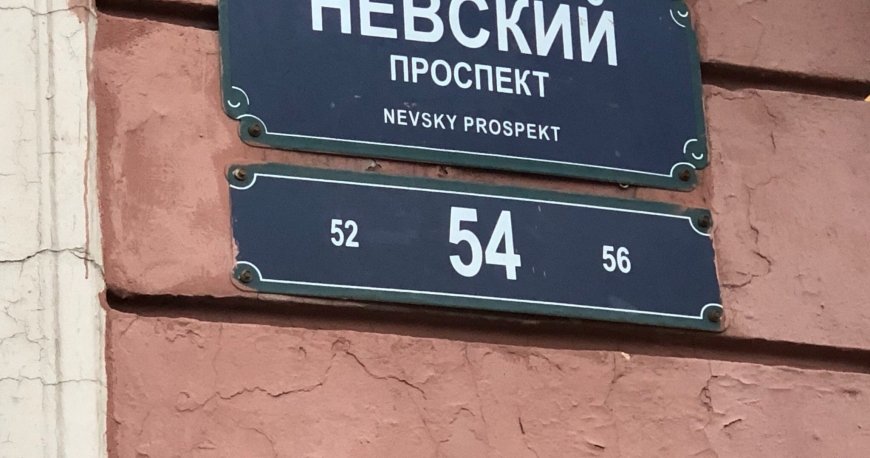 НЕВСКИЙ
ПРОСПЕКТ
NEVSKY PROSPEKT
52 54 56